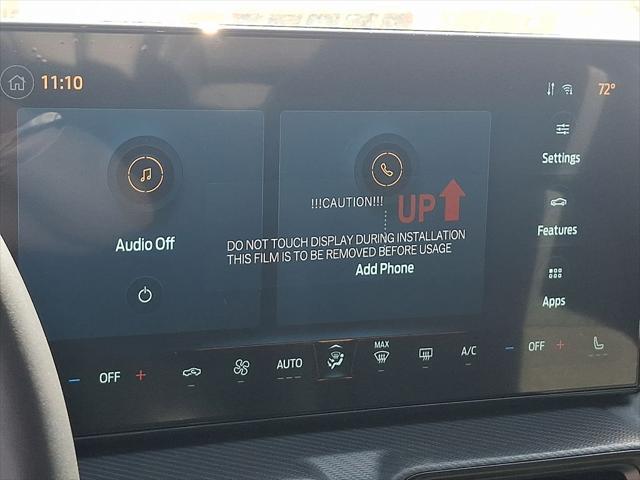 11:10
72°
Settings
!!!CAUTION!!!
UP
DO NOT TOUCH DISPLAY DURING INSTALLATION
THIS FILM IS TO BE REMOVED BEFORE USAGE
Audio Off
Add Phone
Features
Apps
OFF
AUTO
MAX
A/C
OFF